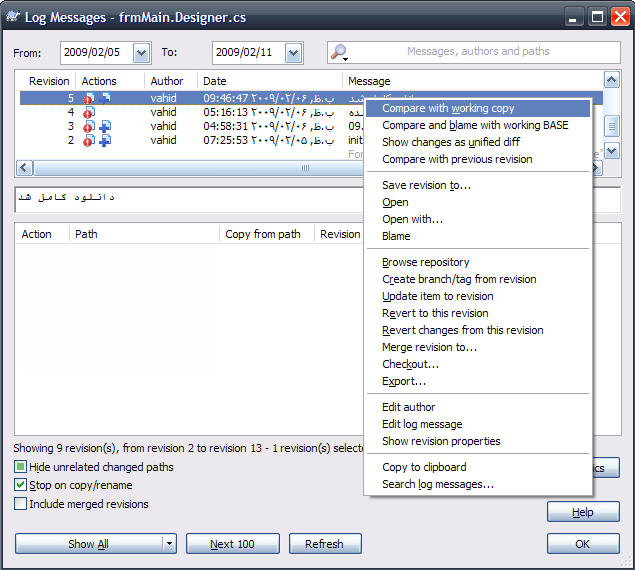 Log Messages - frmMain.Designer.cs
From: 2009/02/05 To: 2009/02/11 Messages, authors and paths
Revision Actions Author Date Message
5 vahid 09:46:47 ب.ظ, ۲۰۰۹/۰۲/۰۶
4 vahid 05:16:13 ب.ظ, ۲۰۰۹/۰۲/۰۶
3 vahid 04:58:31 ب.ظ, ۲۰۰۹/۰۲/۰۶ 09.
2 vahid 07:25:53 ب.ظ, ۲۰۰۹/۰۲/۰۵ init
For
دانلود کامل شد
Action Path Copy from path Revision
Compare with working copy
Compare and blame with working BASE
Show changes as unified diff
Compare with previous revision
Save revision to...
Open
Open with...
Blame
Browse repository
Create branch/tag from revision
Update item to revision
Revert to this revision
Revert changes from this revision
Merge revision to...
Checkout...
Export...
Edit author
Edit log message
Show revision properties
Copy to clipboard
Search log messages...
Showing 9 revision(s), from revision 2 to revision 13 - 1 revision(s) selecte
Hide unrelated changed paths
ics
Stop on copy/rename
Include merged revisions
Help
Show All Next 100 Refresh OK